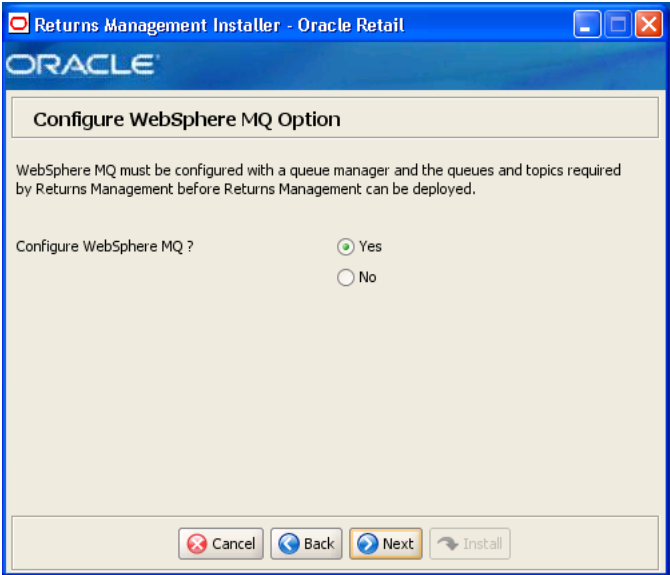 Returns Management Installer - Oracle Retail
ORACLE
Configure WebSphere MQ Option
WebSphere MQ must be configured with a queue manager and the queues and topics required
by Returns Management before Returns Management can be deployed.
Configure WebSphere MQ ?
Yes
No
Cancel
Back
Next
Install